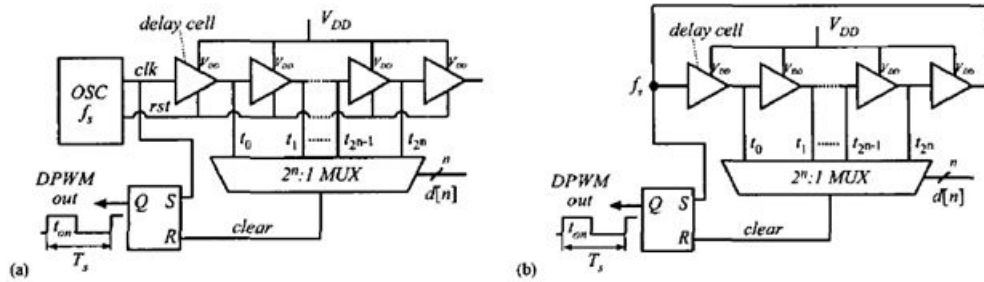 V_DD
delay cell
V_DD V_DD V_DD V_DD
clk
OSC
f_s
rst
t_0 t_1 ...... t_2n-1 t_2n
2^n:1 MUX
n
d[n]
DPWM
out
Q S
R
t_on
T_s
clear
(a)
V_DD
delay cell
V_DD V_DD V_DD V_DD
f_s
t_0 t_1 ...... t_2n-1 t_2n
2^n:1 MUX
n
d[n]
DPWM
out
Q S
R
t_on
T_s
clear
(b)